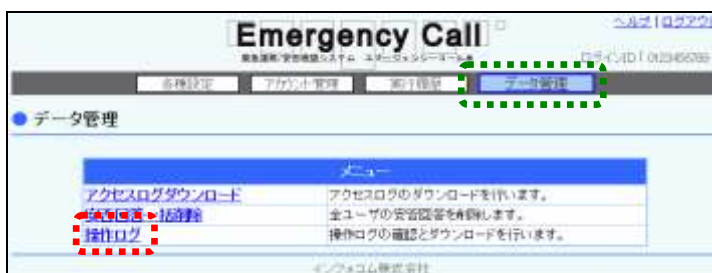 Emergency Call
緊急連絡/安否確認システム エマージェンシーコール
ヘルプ | ログアウ
ログインID | 0123456789
各種設定 アカウント管理 実行履歴 データ管理
データ管理
メニュー
アクセスログダウンロード アクセスログのダウンロードを行います。
安否回答一括削除 全ユーザの安否回答を削除します。
操作ログ 操作ログの確認とダウンロードを行います。
インフォコム株式会社